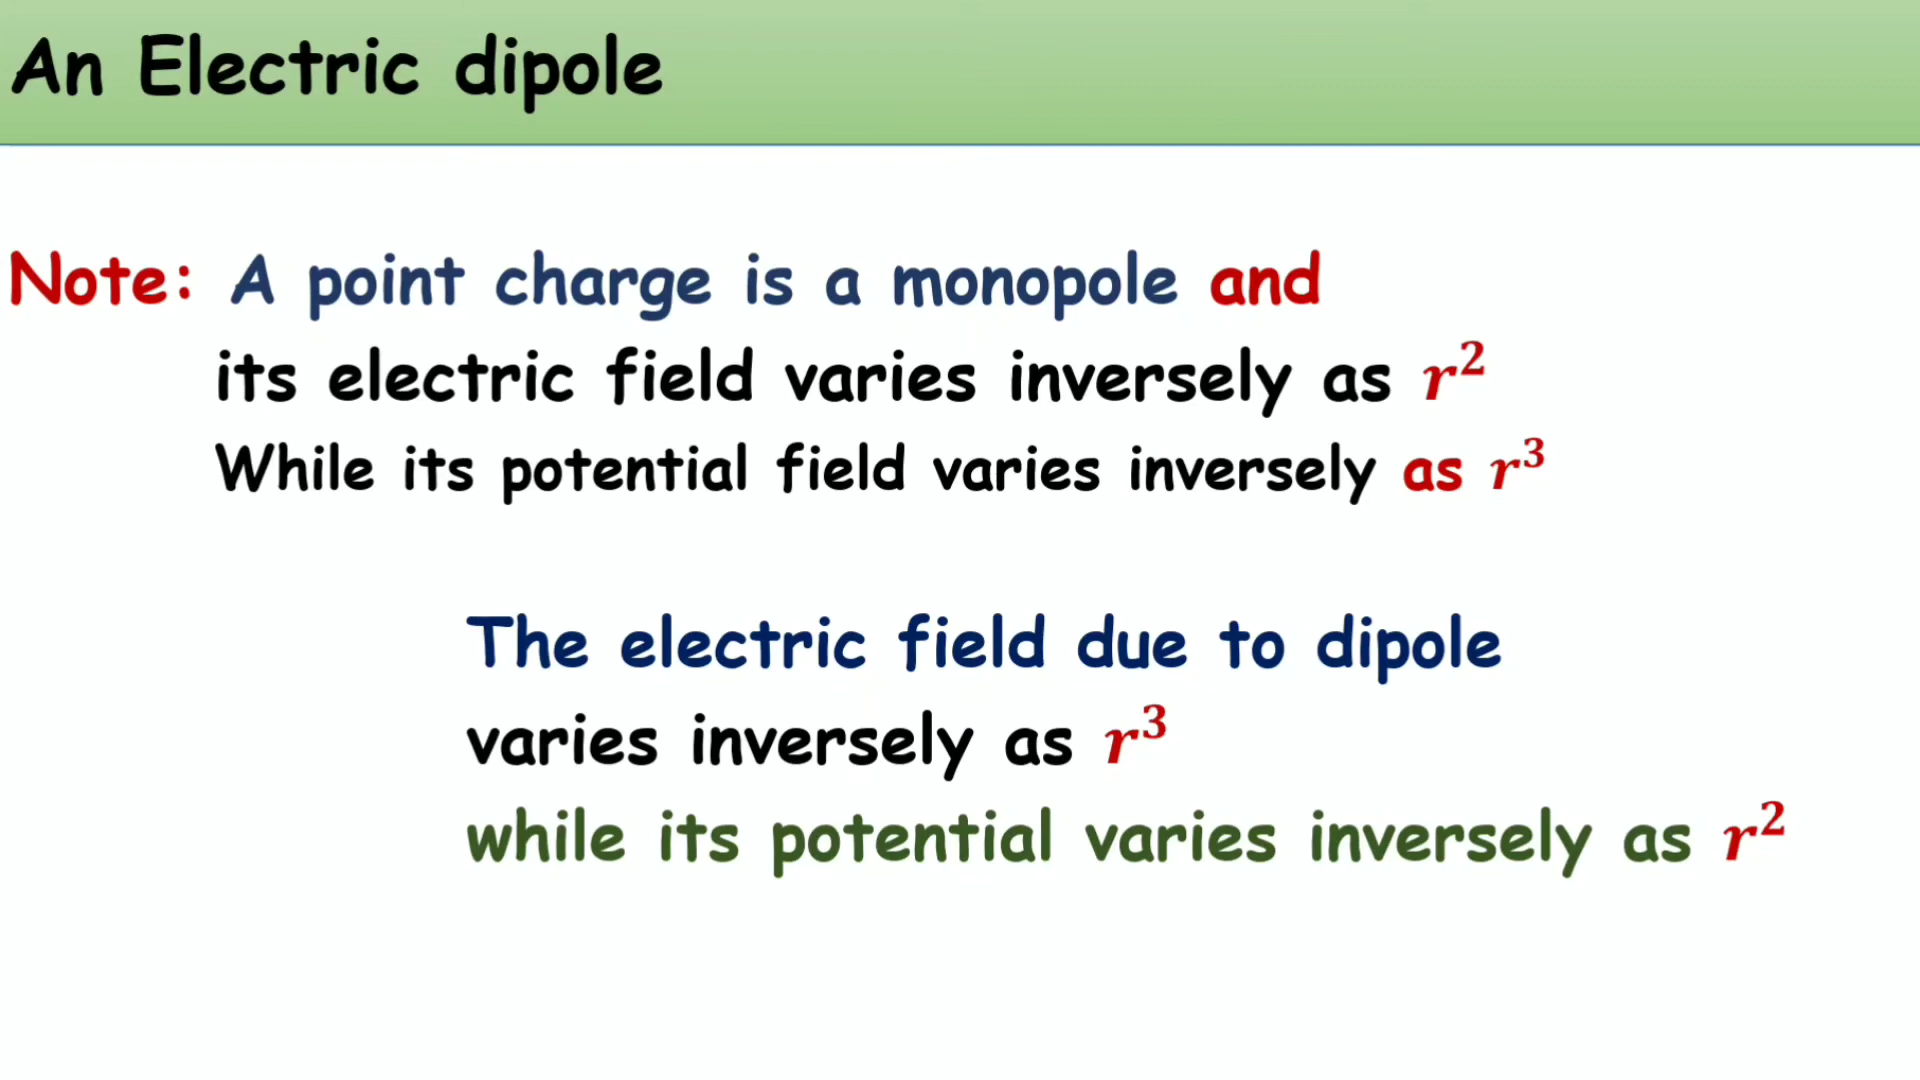 An Electric dipole
Note: A point charge is a monopole and
its electric field varies inversely as r²
While its potential field varies inversely as r³
The electric field due to dipole
varies inversely as r³
while its potential varies inversely as r²